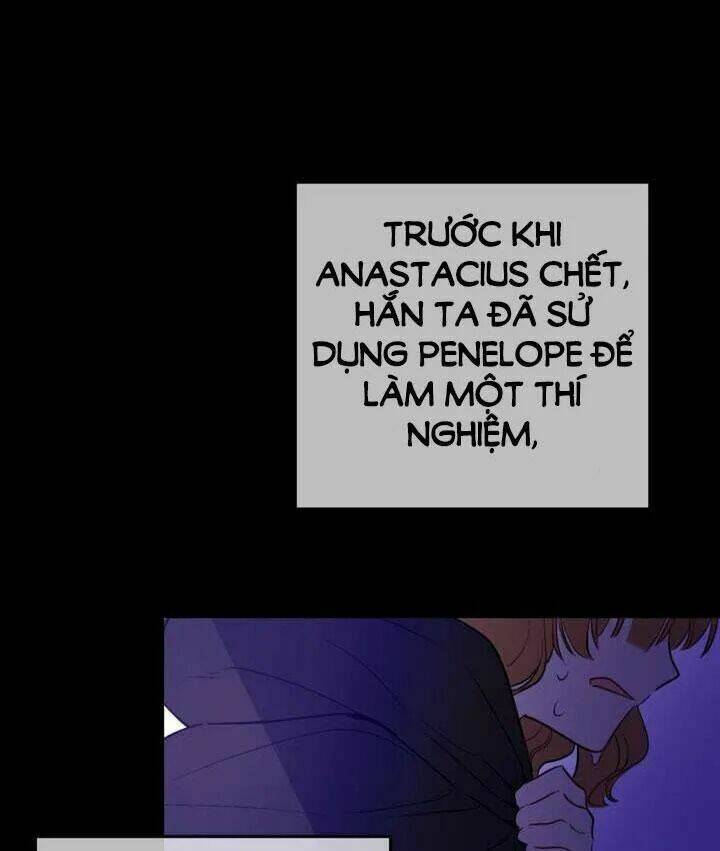 TRƯỚC KHI
ANASTACIUS CHẾT,
HẮN TA ĐÃ SỬ
DỤNG PENELOPE ĐỂ
LÀM MỘT THÍ
NGHIỆM,